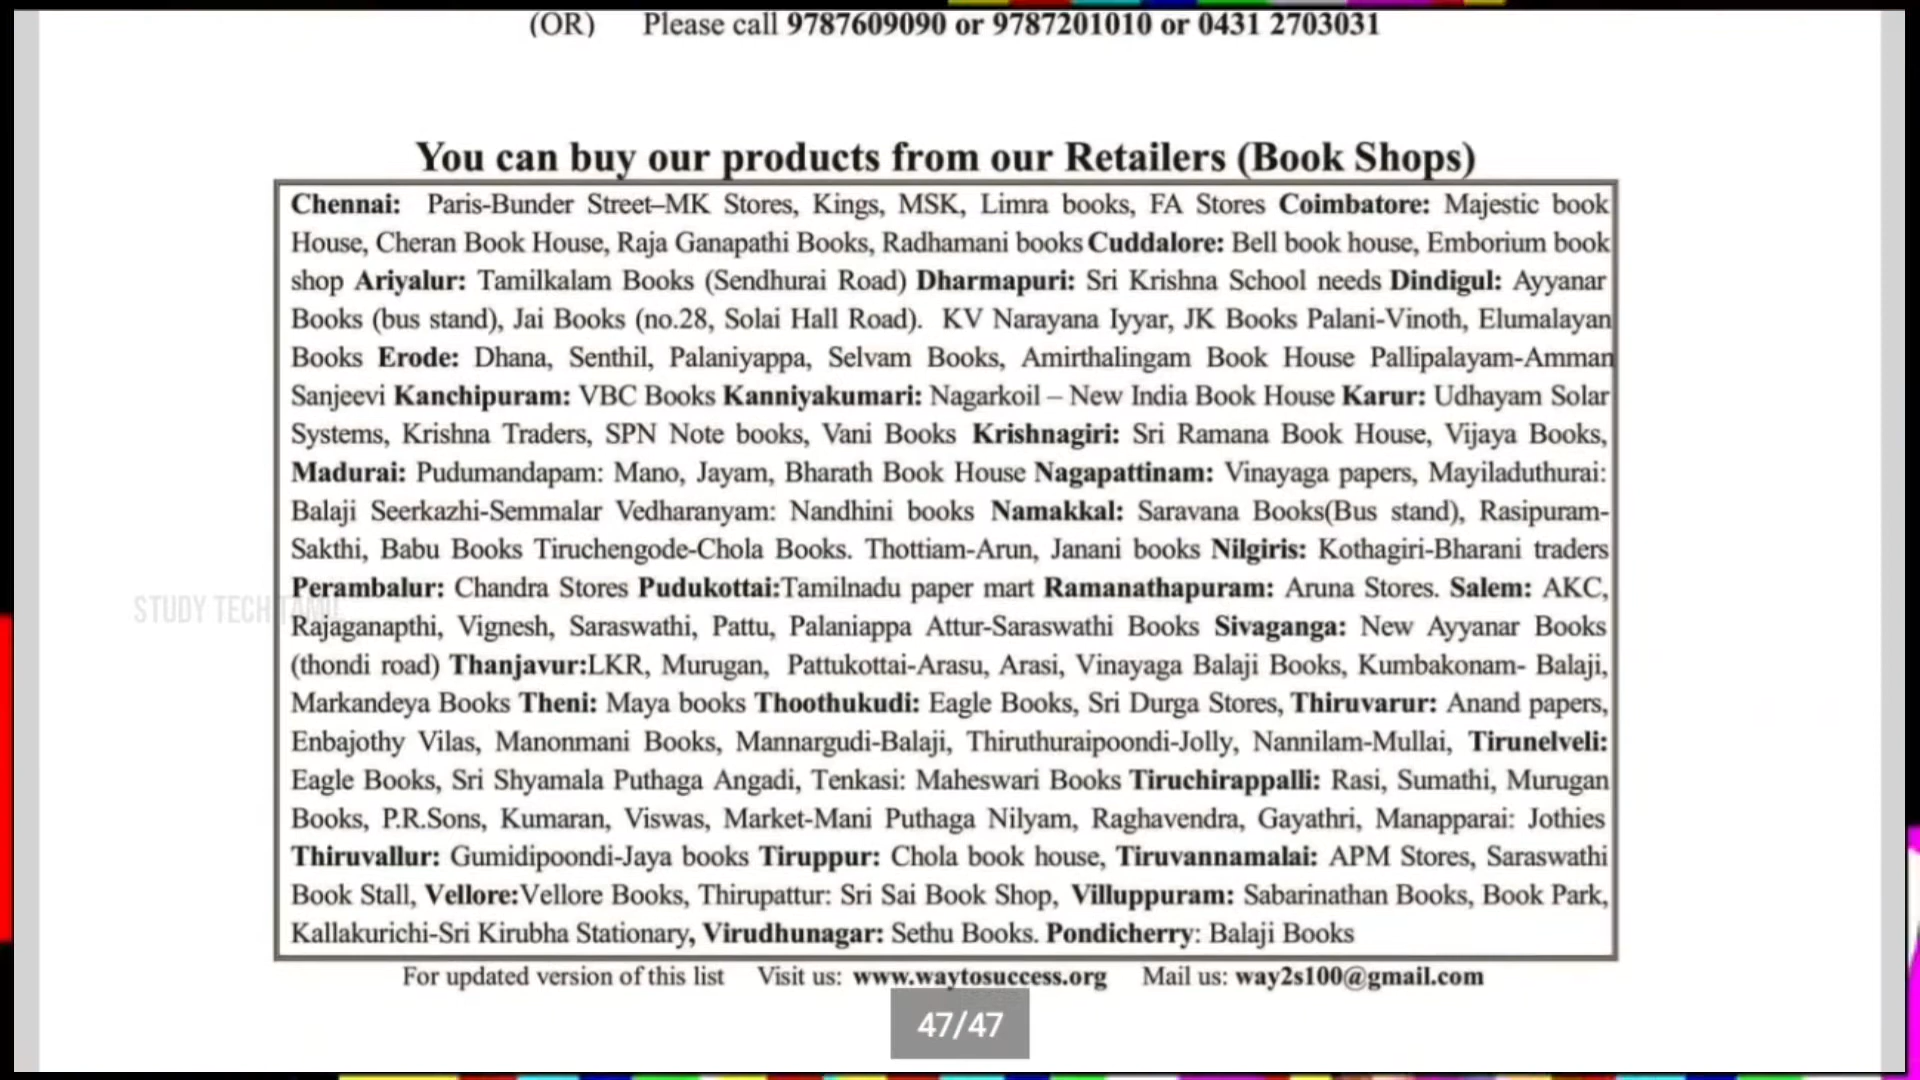 (OR) Please call 9787609090 or 9787201010 or 0431 2703031
You can buy our products from our Retailers (Book Shops)
Chennai: Paris-Bunder Street–MK Stores, Kings, MSK, Limra books, FA Stores Coimbatore: Majestic book
House, Cheran Book House, Raja Ganapathi Books, Radhamani books Cuddalore: Bell book house, Emborium book
shop Ariyalur: Tamilkalam Books (Sendhurai Road) Dharmapuri: Sri Krishna School needs Dindigul: Ayyanar
Books (bus stand), Jai Books (no.28, Solai Hall Road). KV Narayana Iyyar, JK Books Palani-Vinoth, Elumalayan
Books Erode: Dhana, Senthil, Palaniyappa, Selvam Books, Amirthalingam Book House Pallipalayam-Amman
Sanjeevi Kanchipuram: VBC Books Kanniyakumari: Nagarkoil – New India Book House Karur: Udhayam Solar
Systems, Krishna Traders, SPN Note books, Vani Books Krishnagiri: Sri Ramana Book House, Vijaya Books,
Madurai: Pudumandapam: Mano, Jayam, Bharath Book House Nagapattinam: Vinayaga papers, Mayiladuthurai:
Balaji Seerkazhi-Semmalar Vedharanyam: Nandhini books Namakkal: Saravana Books(Bus stand), Rasipuram-
Sakthi, Babu Books Tiruchengode-Chola Books. Thottiam-Arun, Janani books Nilgiris: Kothagiri-Bharani traders
Perambalur: Chandra Stores Pudukottai:Tamilnadu paper mart Ramanathapuram: Aruna Stores. Salem: AKC,
STUDY TECH TAMIL
Rajaganapthi, Vignesh, Saraswathi, Pattu, Palaniappa Attur-Saraswathi Books Sivaganga: New Ayyanar Books
(thondi road) Thanjavur:LKR, Murugan, Pattukottai-Arasu, Arasi, Vinayaga Balaji Books, Kumbakonam- Balaji,
Markandeya Books Theni: Maya books Thoothukudi: Eagle Books, Sri Durga Stores, Thiruvarur: Anand papers,
Enbajothy Vilas, Manonmani Books, Mannargudi-Balaji, Thiruthuraipoondi-Jolly, Nannilam-Mullai, Tirunelveli:
Eagle Books, Sri Shyamala Puthaga Angadi, Tenkasi: Maheswari Books Tiruchirappalli: Rasi, Sumathi, Murugan
Books, P.R.Sons, Kumaran, Viswas, Market-Mani Puthaga Nilyam, Raghavendra, Gayathri, Manapparai: Jothies
Thiruvallur: Gumidipoondi-Jaya books Tiruppur: Chola book house, Tiruvannamalai: APM Stores, Saraswathi
Book Stall, Vellore:Vellore Books, Thirupattur: Sri Sai Book Shop, Villuppuram: Sabarinathan Books, Book Park,
Kallakurichi-Sri Kirubha Stationary, Virudhunagar: Sethu Books. Pondicherry: Balaji Books
For updated version of this list Visit us: www.waytosuccess.org Mail us: way2s100@gmail.com
47/47